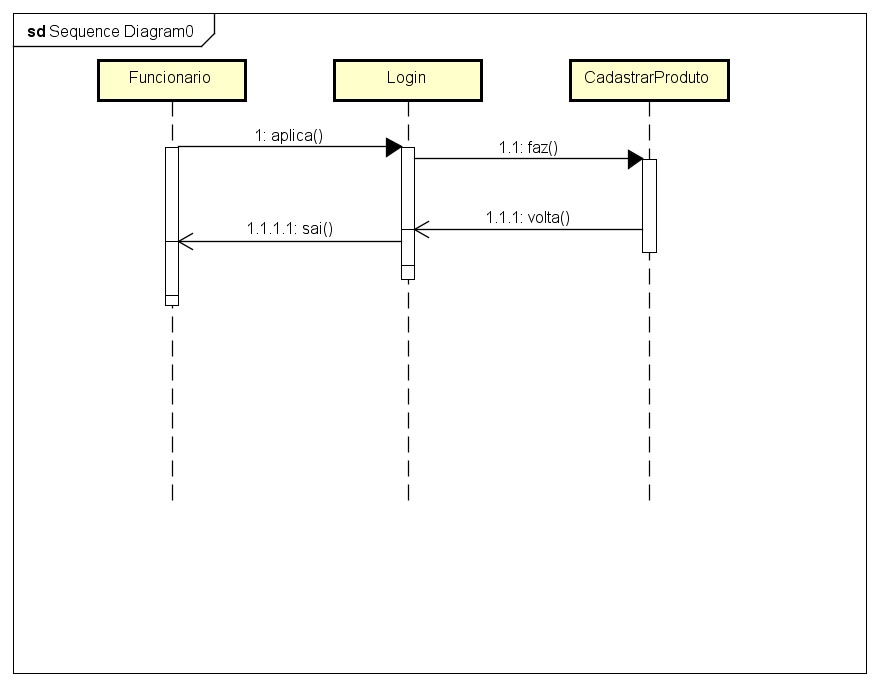 sd Sequence Diagram0
Funcionario
Login
CadastrarProduto
1: aplica()
1.1: faz()
1.1.1: volta()
1.1.1.1: sai()